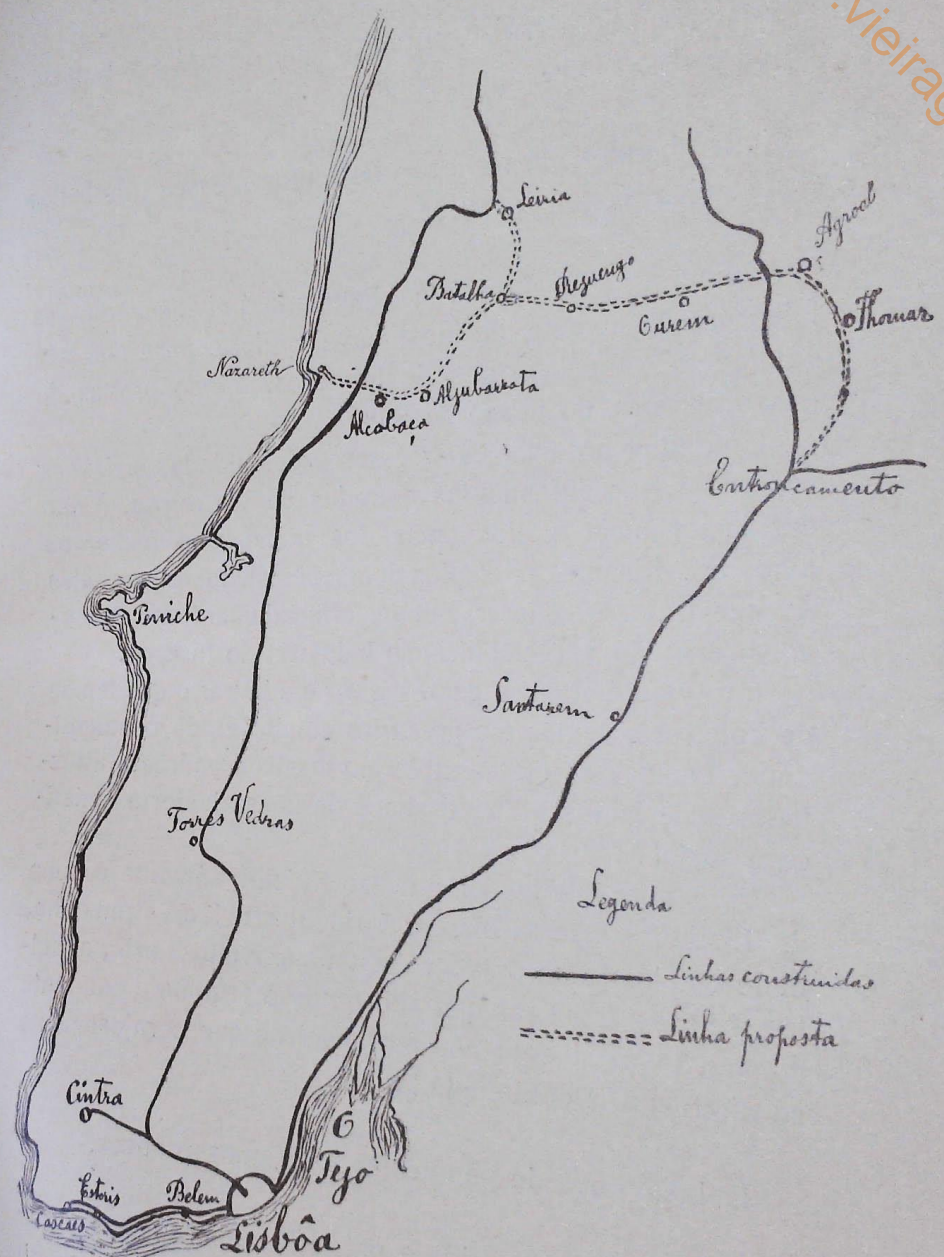 .vieirag
Leiria
Agroal
Batalha
Reguengo
Ourem
Thomar
Nazareth
Aljubarrota
Alcobaça
Entroncamento
Peniche
Santarem
Torres Vedras
Legenda
Linhas construidas
Linha proposta
Cintra
O
Tejo
Estoris
Belem
Cascaes
Lisbôa